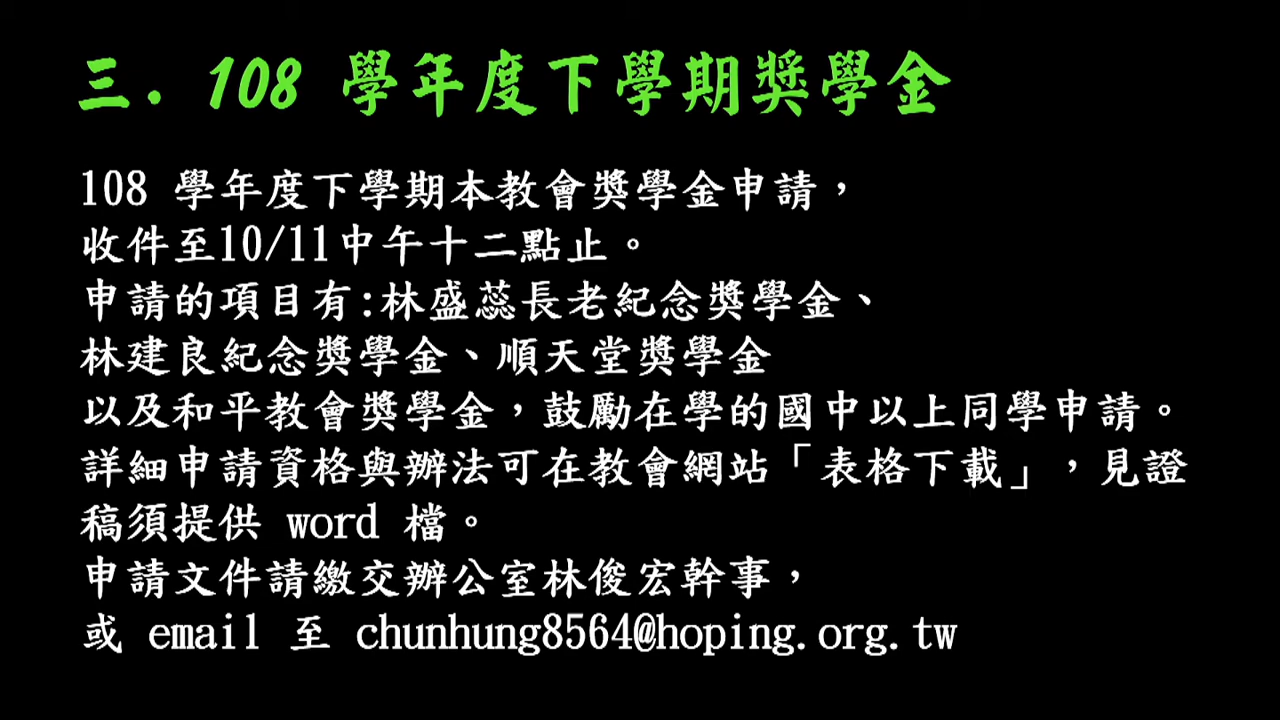 三. 108 學年度下學期獎學金
108 學年度下學期本教會獎學金申請，
收件至10/11中午十二點止。
申請的項目有:林盛蕊長老紀念獎學金、
林建良紀念獎學金、順天堂獎學金
以及和平教會獎學金，鼓勵在學的國中以上同學申請。
詳細申請資格與辦法可在教會網站「表格下載」，見證
稿須提供 word 檔。
申請文件請繳交辦公室林俊宏幹事，
或 email 至 chunhung8564@hoping.org.tw